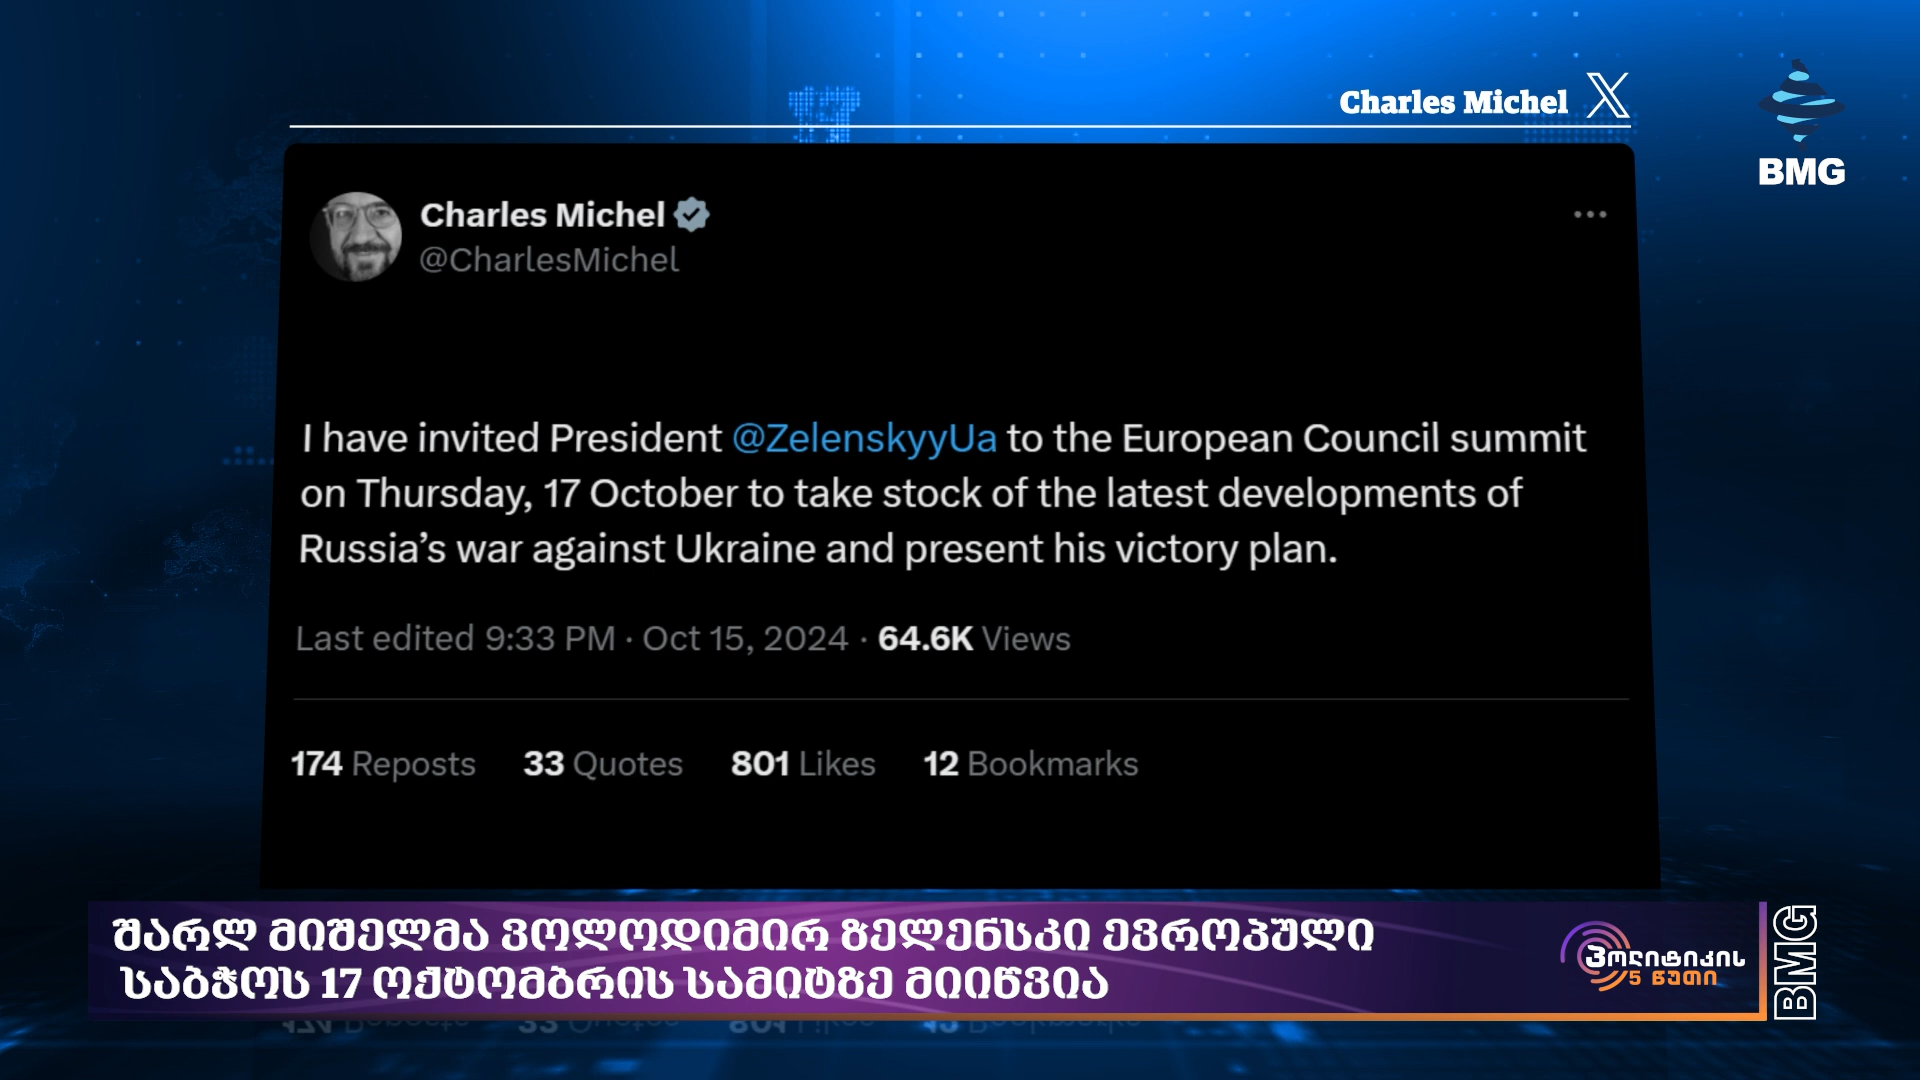 Charles Michel X
BMG
Charles Michel
@CharlesMichel
I have invited President @ZelenskyyUa to the European Council summit
on Thursday, 17 October to take stock of the latest developments of
Russia’s war against Ukraine and present his victory plan.
Last edited 9:33 PM · Oct 15, 2024 · 64.6K Views
174 Reposts 33 Quotes 801 Likes 12 Bookmarks
შარლ მიშელმა ვოლოდიმირ ზელენსკი ევროპული
საბჭოს 17 ოქტომბრის სამიტზე მიიწვია
პოლიტიკის
5 წუთი
BMG